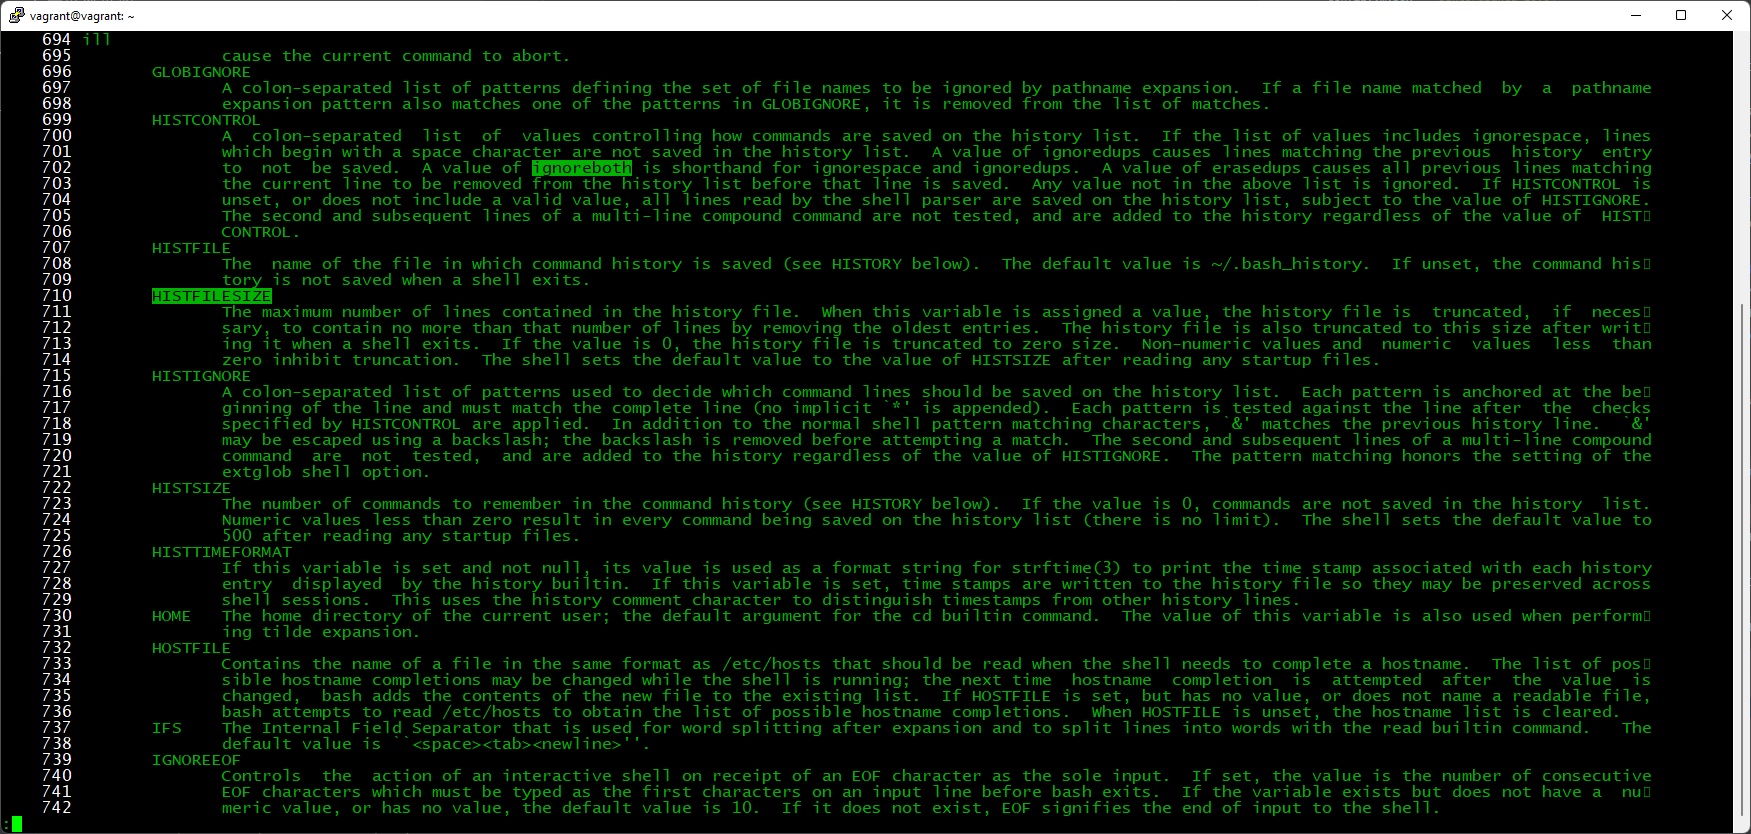 vagrant@vagrant: ~
694 ill
695 cause the current command to abort.
696 GLOBIGNORE
697 A colon-separated list of patterns defining the set of file names to be ignored by pathname expansion.  If a file name matched  by  a  pathname
698 expansion pattern also matches one of the patterns in GLOBIGNORE, it is removed from the list of matches.
699 HISTCONTROL
700 A  colon-separated  list  of  values controlling how commands are saved on the history list.  If the list of values includes ignorespace, lines
701 which begin with a space character are not saved in the history list.  A value of ignoredups causes lines matching the previous  history  entry
702 to  not  be saved.  A value of ignoreboth is shorthand for ignorespace and ignoredups.  A value of erasedups causes all previous lines matching
703 the current line to be removed from the history list before that line is saved.  Any value not in the above list is ignored.  If HISTCONTROL is
704 unset, or does not include a valid value, all lines read by the shell parser are saved on the history list, subject to the value of HISTIGNORE.
705 The second and subsequent lines of a multi-line compound command are not tested, and are added to the history regardless of the value of  HIST▯
706 CONTROL.
707 HISTFILE
708 The  name of the file in which command history is saved (see HISTORY below).  The default value is ~/.bash_history.  If unset, the command his▯
709 tory is not saved when a shell exits.
710 HISTFILESIZE
711 The maximum number of lines contained in the history file.  When this variable is assigned a value, the history file is  truncated,  if  neces▯
712 sary, to contain no more than that number of lines by removing the oldest entries.  The history file is also truncated to this size after writ▯
713 ing it when a shell exits.  If the value is 0, the history file is truncated to zero size.  Non-numeric values and  numeric  values  less  than
714 zero inhibit truncation.  The shell sets the default value to the value of HISTSIZE after reading any startup files.
715 HISTIGNORE
716 A colon-separated list of patterns used to decide which command lines should be saved on the history list.  Each pattern is anchored at the be▯
717 ginning of the line and must match the complete line (no implicit `*' is appended).  Each pattern is tested against the line after  the  checks
718 specified by HISTCONTROL are applied.  In addition to the normal shell pattern matching characters, `&' matches the previous history line.  `&'
719 may be escaped using a backslash; the backslash is removed before attempting a match.  The second and subsequent lines of a multi-line compound
720 command  are  not  tested,  and are added to the history regardless of the value of HISTIGNORE.  The pattern matching honors the setting of the
721 extglob shell option.
722 HISTSIZE
723 The number of commands to remember in the command history (see HISTORY below).  If the value is 0, commands are not saved in the history  list.
724 Numeric values less than zero result in every command being saved on the history list (there is no limit).  The shell sets the default value to
725 500 after reading any startup files.
726 HISTTIMEFORMAT
727 If this variable is set and not null, its value is used as a format string for strftime(3) to print the time stamp associated with each history
728 entry  displayed  by the history builtin.  If this variable is set, time stamps are written to the history file so they may be preserved across
729 shell sessions.  This uses the history comment character to distinguish timestamps from other history lines.
730 HOME   The home directory of the current user; the default argument for the cd builtin command.  The value of this variable is also used when perform▯
731 ing tilde expansion.
732 HOSTFILE
733 Contains the name of a file in the same format as /etc/hosts that should be read when the shell needs to complete a hostname.  The list of pos▯
734 sible hostname completions may be changed while the shell is running; the next time  hostname  completion  is  attempted  after  the  value  is
735 changed,  bash adds the contents of the new file to the existing list.  If HOSTFILE is set, but has no value, or does not name a readable file,
736 bash attempts to read /etc/hosts to obtain the list of possible hostname completions.  When HOSTFILE is unset, the hostname list is cleared.
737 IFS    The Internal Field Separator that is used for word splitting after expansion and to split lines into words with the read builtin command.   The
738 default value is ``<space><tab><newline>''.
739 IGNOREEOF
740 Controls  the  action of an interactive shell on receipt of an EOF character as the sole input.  If set, the value is the number of consecutive
741 EOF characters which must be typed as the first characters on an input line before bash exits.  If the variable exists but does not have a  nu▯
742 meric value, or has no value, the default value is 10.  If it does not exist, EOF signifies the end of input to the shell.
: